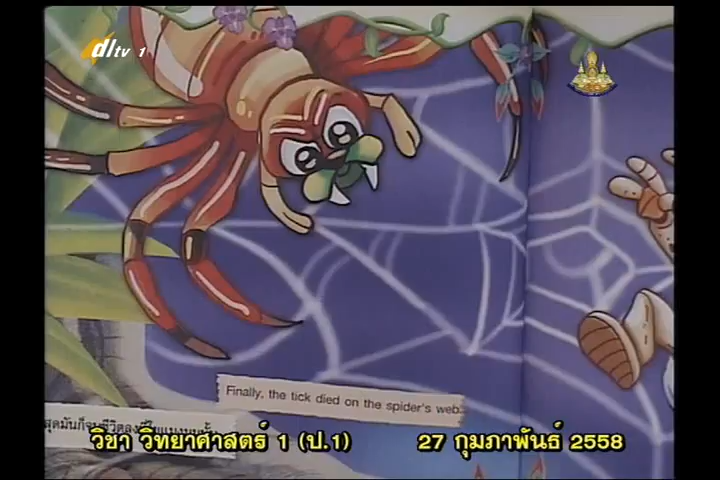 dltv 1
Finally, the tick died on the spider's web.
วิชา วิทยาศาสตร์ 1 (ป.1) 27 กุมภาพันธ์ 2558